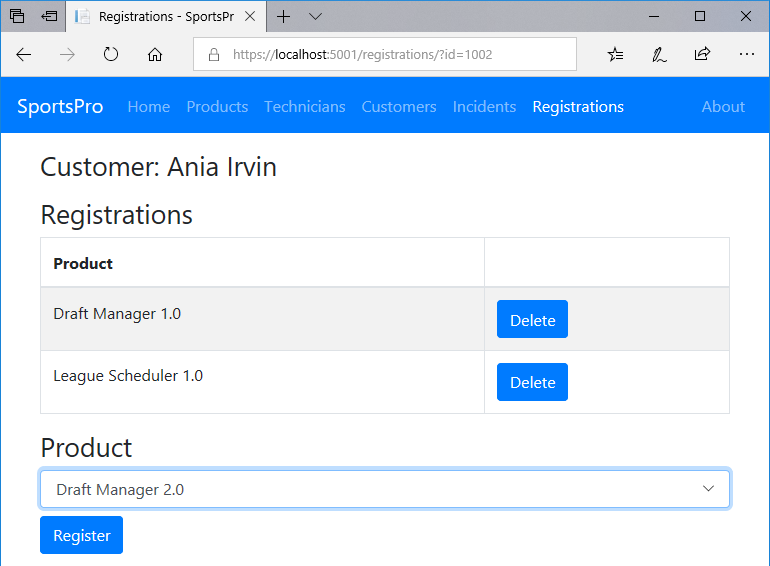 Registrations - SportsPr
https://localhost:5001/registrations/?id=1002
SportsPro Home Products Technicians Customers Incidents Registrations About
Customer: Ania Irvin
Registrations
Product
Draft Manager 1.0 Delete
League Scheduler 1.0 Delete
Product
Draft Manager 2.0
Register